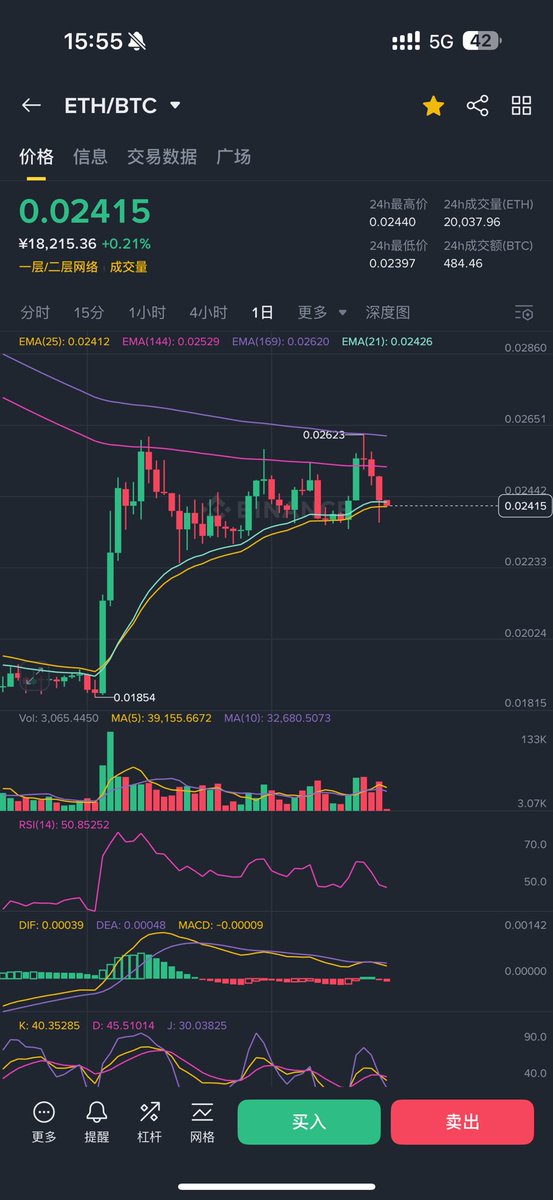 15:55 5G 42
ETH/BTC
价格 信息 交易数据 广场
0.02415
¥18,215.36 +0.21%
一层/二层网络 成交量
24h最高价 24h成交量(ETH)
0.02440 20,037.96
24h最低价 24h成交额(BTC)
0.02397 484.46
分时 15分 1小时 4小时 1日 更多 深度图
EMA(25): 0.02412 EMA(144): 0.02529 EMA(169): 0.02620 EMA(21): 0.02426
0.02860
0.02651
0.02623
0.02442
0.02415
BINANCE
0.02233
0.02024
0.01854
0.01815
Vol: 3,065.4450 MA(5): 39,155.6672 MA(10): 32,680.5073
133K
3.07K
RSI(14): 50.85252
70.0
50.0
DIF: 0.00039 DEA: 0.00048 MACD: -0.00009
0.00142
0.00000
K: 40.35285 D: 45.51014 J: 30.03825
90.0
40.0
更多 提醒 杠杆 网格 买入 卖出